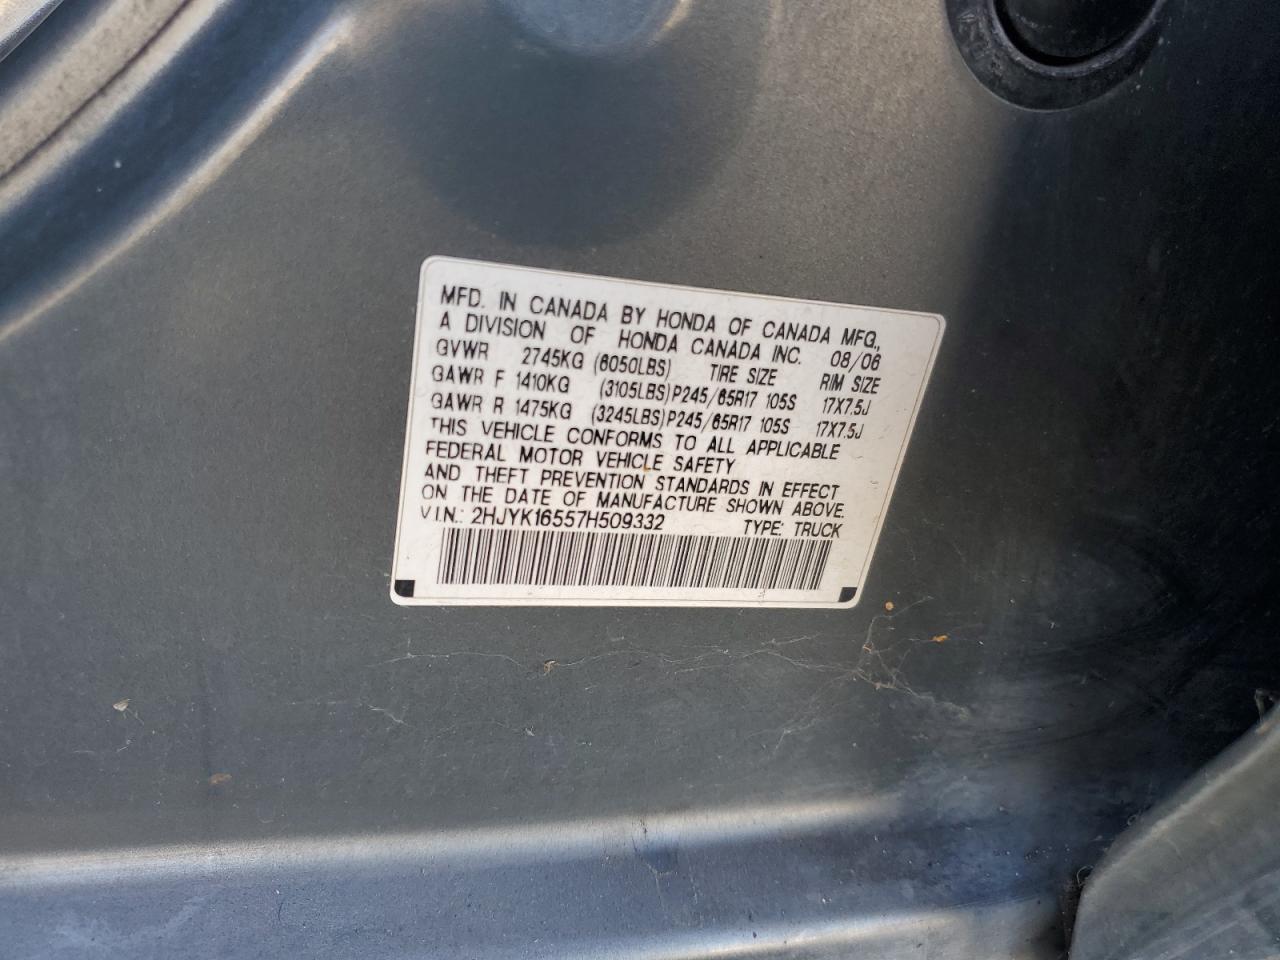 MFD. IN CANADA BY HONDA OF CANADA MFG.,
A DIVISION OF HONDA CANADA INC. 08/06
GVWR 2745KG (6050LBS) TIRE SIZE RIM SIZE
GAWR F 1410KG (3105LBS) P245/65R17 105S 17X7.5J
GAWR R 1475KG (3245LBS) P245/65R17 105S 17X7.5J
THIS VEHICLE CONFORMS TO ALL APPLICABLE
FEDERAL MOTOR VEHICLE SAFETY
AND THEFT PREVENTION STANDARDS IN EFFECT
ON THE DATE OF MANUFACTURE SHOWN ABOVE.
V.I.N.: 2HJYK16557H509332 TYPE: TRUCK